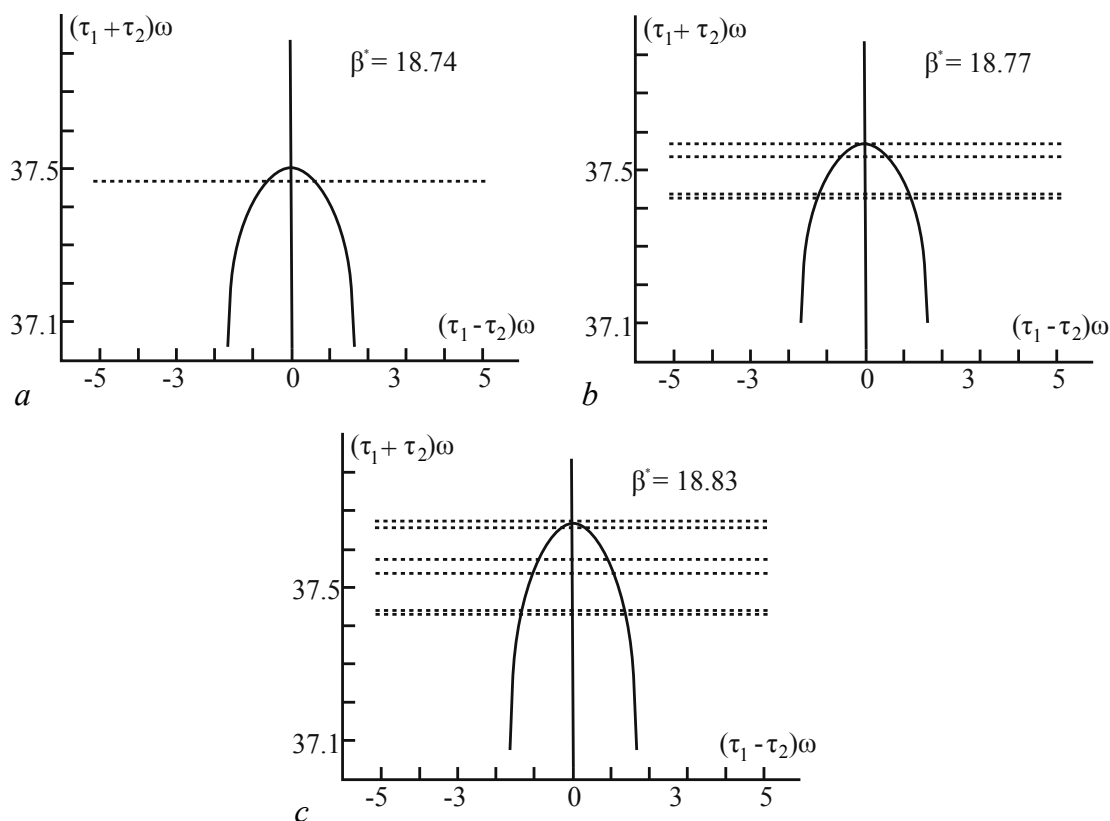 (τ₁ + τ₂)ω
β* = 18.74
37.5
37.1
(τ₁ - τ₂)ω
-5 -3 0 3 5
a
(τ₁ + τ₂)ω
β* = 18.77
37.5
37.1
(τ₁ - τ₂)ω
-5 -3 0 3 5
b
(τ₁ + τ₂)ω
β* = 18.83
37.5
37.1
(τ₁ - τ₂)ω
-5 -3 0 3 5
c